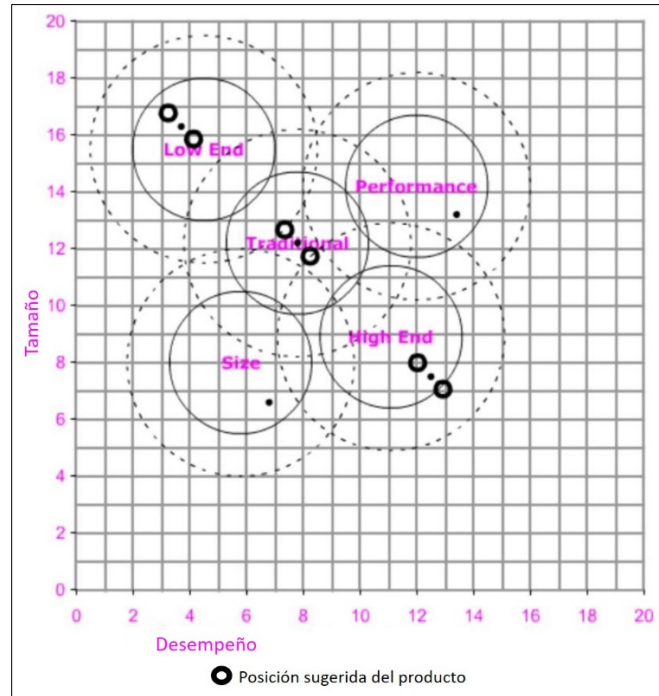 20
18
16
Low End
14
Performance
12
Traditional
Tamaño
10
High End
8
Size
6
4
2
0
0 2 4 6 8 10 12 14 16 18 20
Desempeño
Posición sugerida del producto